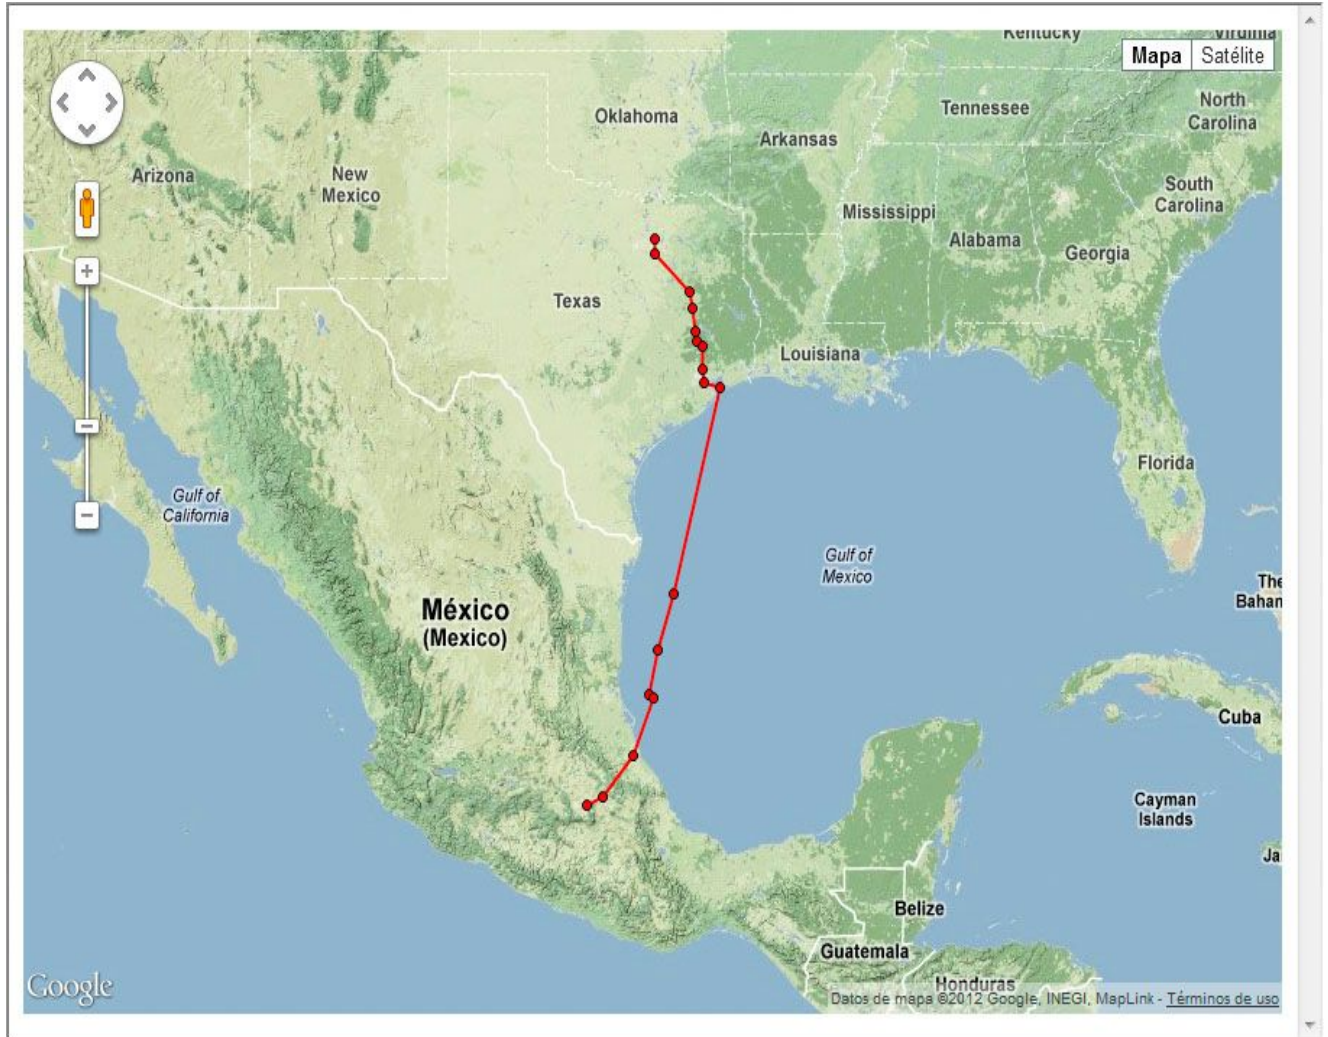 Kentucky
Virginia
Mapa
Satélite
Oklahoma
Tennessee
North
Carolina
Arkansas
Arizona
New
Mexico
South
Carolina
Mississippi
Alabama
Georgia
Texas
Louisiana
Florida
Gulf of
California
Gulf of
Mexico
The
Bahan
México
(Mexico)
Cuba
Cayman
Islands
Ja
Belize
Guatemala
Honduras
Google
Datos de mapa ©2012 Google, INEGI, MapLink - Términos de uso